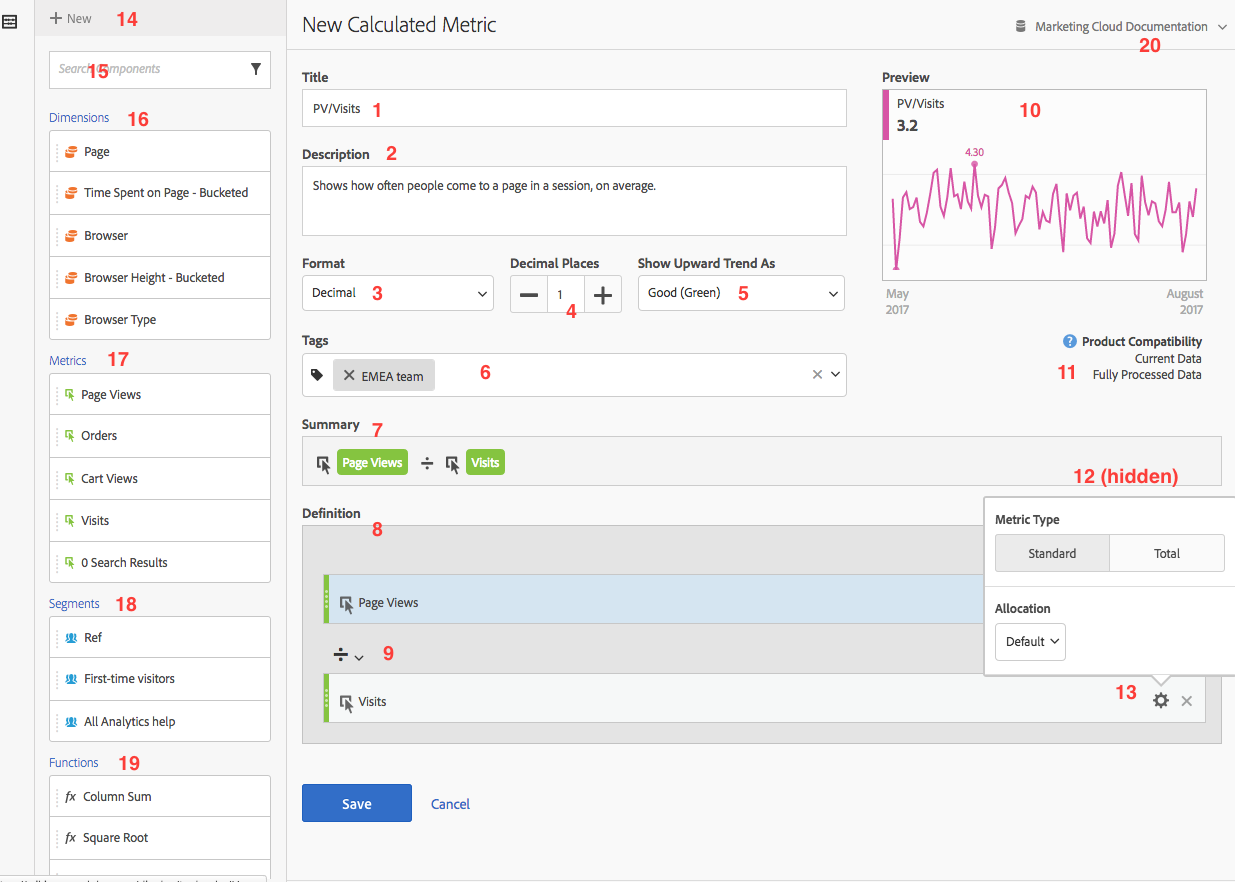 New 14
Search Components 15
Dimensions 16
Page
Time Spent on Page - Bucketed
Browser
Browser Height - Bucketed
Browser Type
Metrics 17
Page Views
Orders
Cart Views
Visits
0 Search Results
Segments 18
Ref
First-time visitors
All Analytics help
Functions 19
fx Column Sum
fx Square Root
New Calculated Metric
Marketing Cloud Documentation
20
Title
PV/Visits 1
Description 2
Shows how often people come to a page in a session, on average.
Format Decimal Places Show Upward Trend As
Decimal 3 1 Good (Green) 5
4
Tags
EMEA team 6
Preview
PV/Visits 10
3.2
4.30
May August
2017 2017
? Product Compatibility
Current Data
11 Fully Processed Data
Summary 7
Page Views ÷ Visits
12 (hidden)
Definition 8
Page Views
÷ 9
Visits 13
Metric Type
Standard Total
Allocation
Default
Save Cancel